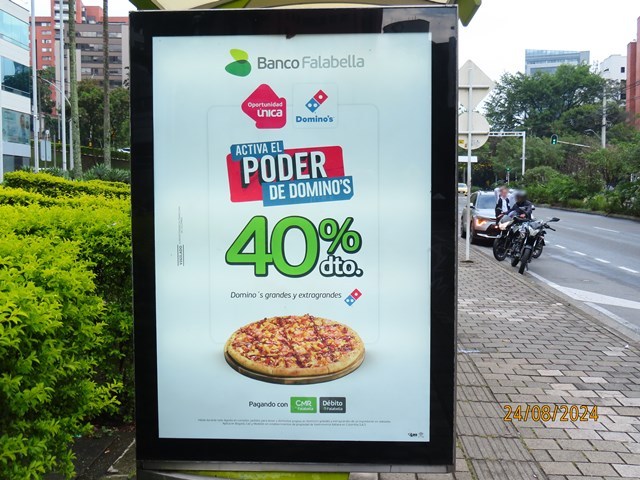 Banco Falabella
Oportunidad
única
Domino's
ACTIVA EL
PODER
DE DOMINO'S
40%
dto.
Domino´s grandes y extragrandes
Pagando con
CMR
Falabella
Débito
Falabella
24/08/2024